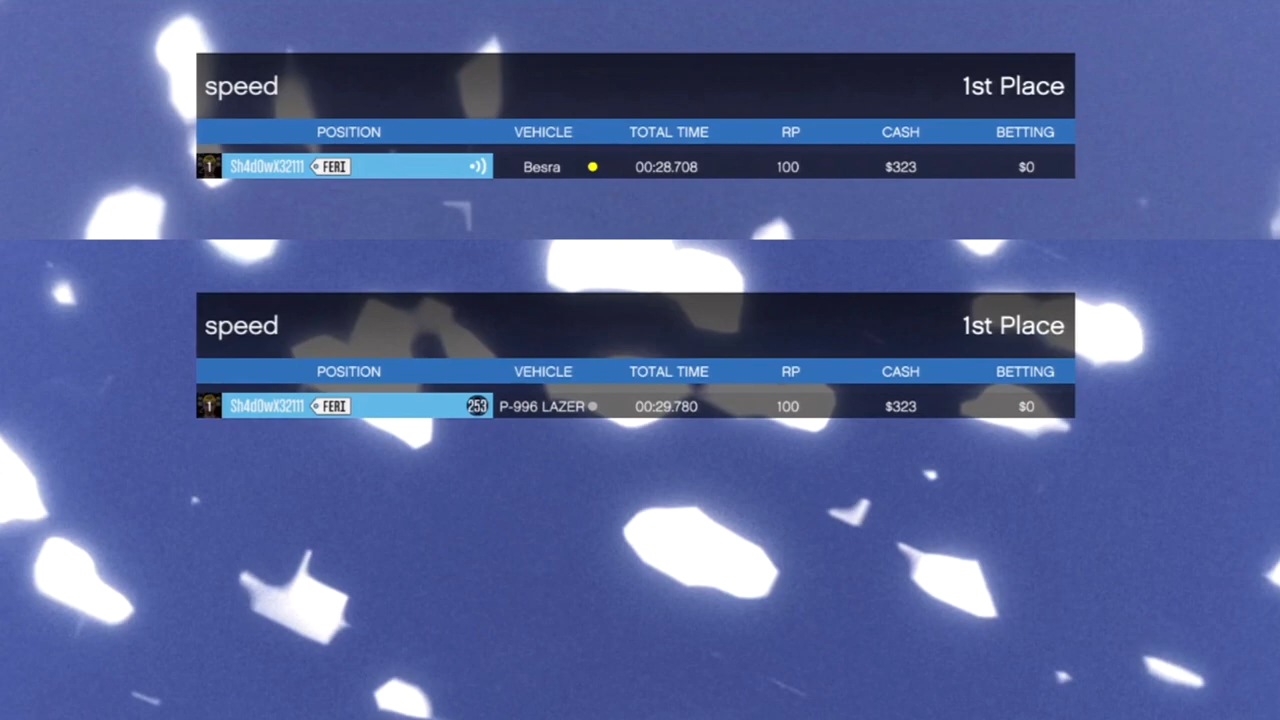 speed 1st Place
POSITION VEHICLE TOTAL TIME RP CASH BETTING
Sh4d0wX32111 FERI Besra 00:28.708 100 $323 $0
speed 1st Place
POSITION VEHICLE TOTAL TIME RP CASH BETTING
Sh4d0wX32111 FERI 253 P-996 LAZER 00:29.780 100 $323 $0